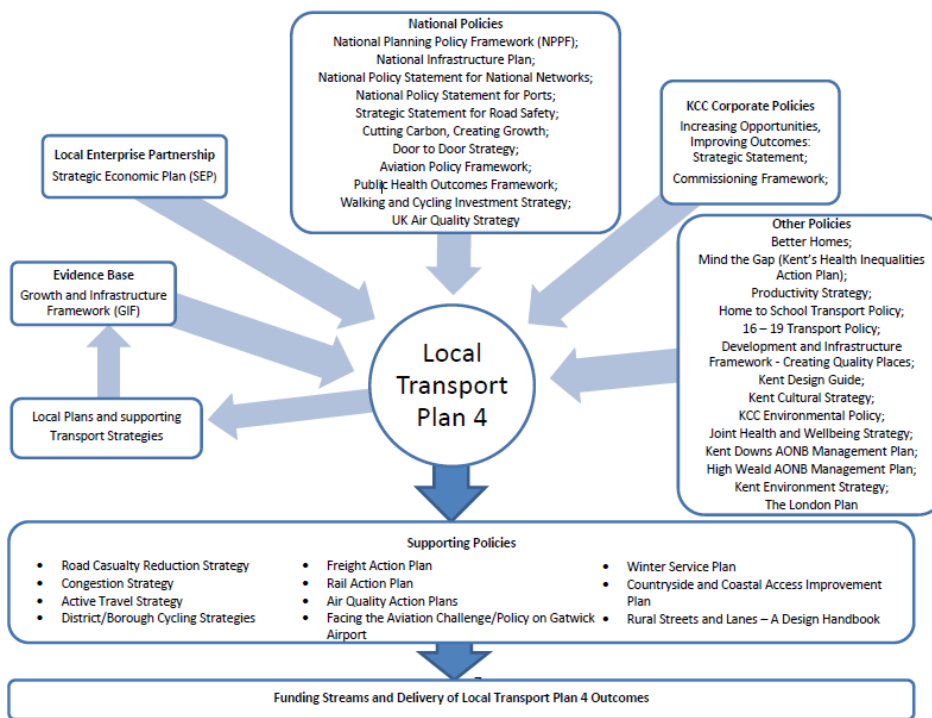 National Policies
National Planning Policy Framework (NPPF);
National Infrastructure Plan;
National Policy Statement for National Networks;
National Policy Statement for Ports;
Strategic Statement for Road Safety;
Cutting Carbon, Creating Growth;
Door to Door Strategy;
Aviation Policy Framework;
Public Health Outcomes Framework;
Walking and Cycling Investment Strategy;
UK Air Quality Strategy
KCC Corporate Policies
Increasing Opportunities,
Improving Outcomes:
Strategic Statement;
Commissioning Framework;
Local Enterprise Partnership
Strategic Economic Plan (SEP)
Other Policies
Better Homes;
Mind the Gap (Kent's Health Inequalities
Action Plan);
Productivity Strategy;
Home to School Transport Policy;
16 – 19 Transport Policy;
Development and Infrastructure
Framework - Creating Quality Places;
Kent Design Guide;
Kent Cultural Strategy;
KCC Environmental Policy;
Joint Health and Wellbeing Strategy;
Kent Downs AONB Management Plan;
High Weald AONB Management Plan;
Kent Environment Strategy;
The London Plan
Evidence Base
Growth and Infrastructure
Framework (GIF)
Local
Transport
Plan 4
Local Plans and supporting
Transport Strategies
Supporting Policies
• Road Casualty Reduction Strategy
• Congestion Strategy
• Active Travel Strategy
• District/Borough Cycling Strategies
• Freight Action Plan
• Rail Action Plan
• Air Quality Action Plans
• Facing the Aviation Challenge/Policy on Gatwick
Airport
• Winter Service Plan
• Countryside and Coastal Access Improvement
Plan
• Rural Streets and Lanes – A Design Handbook
Funding Streams and Delivery of Local Transport Plan 4 Outcomes